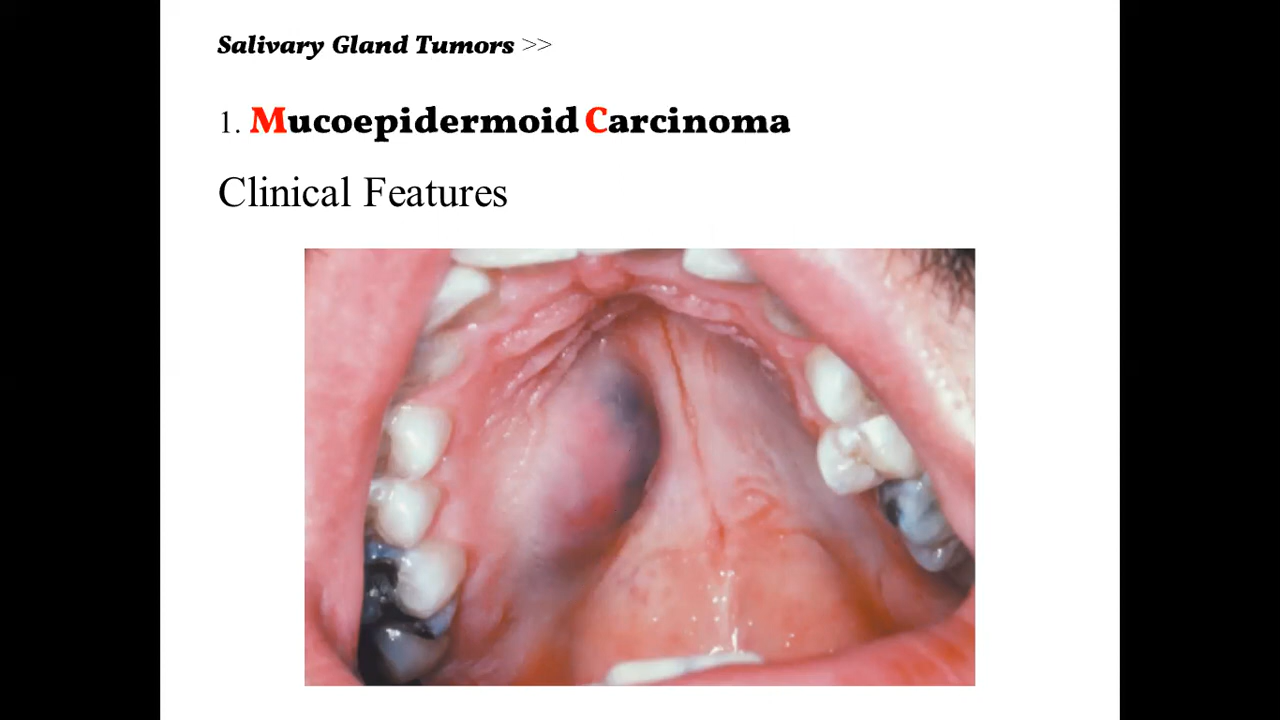 Salivary Gland Tumors >>
1. Mucoepidermoid Carcinoma
Clinical Features